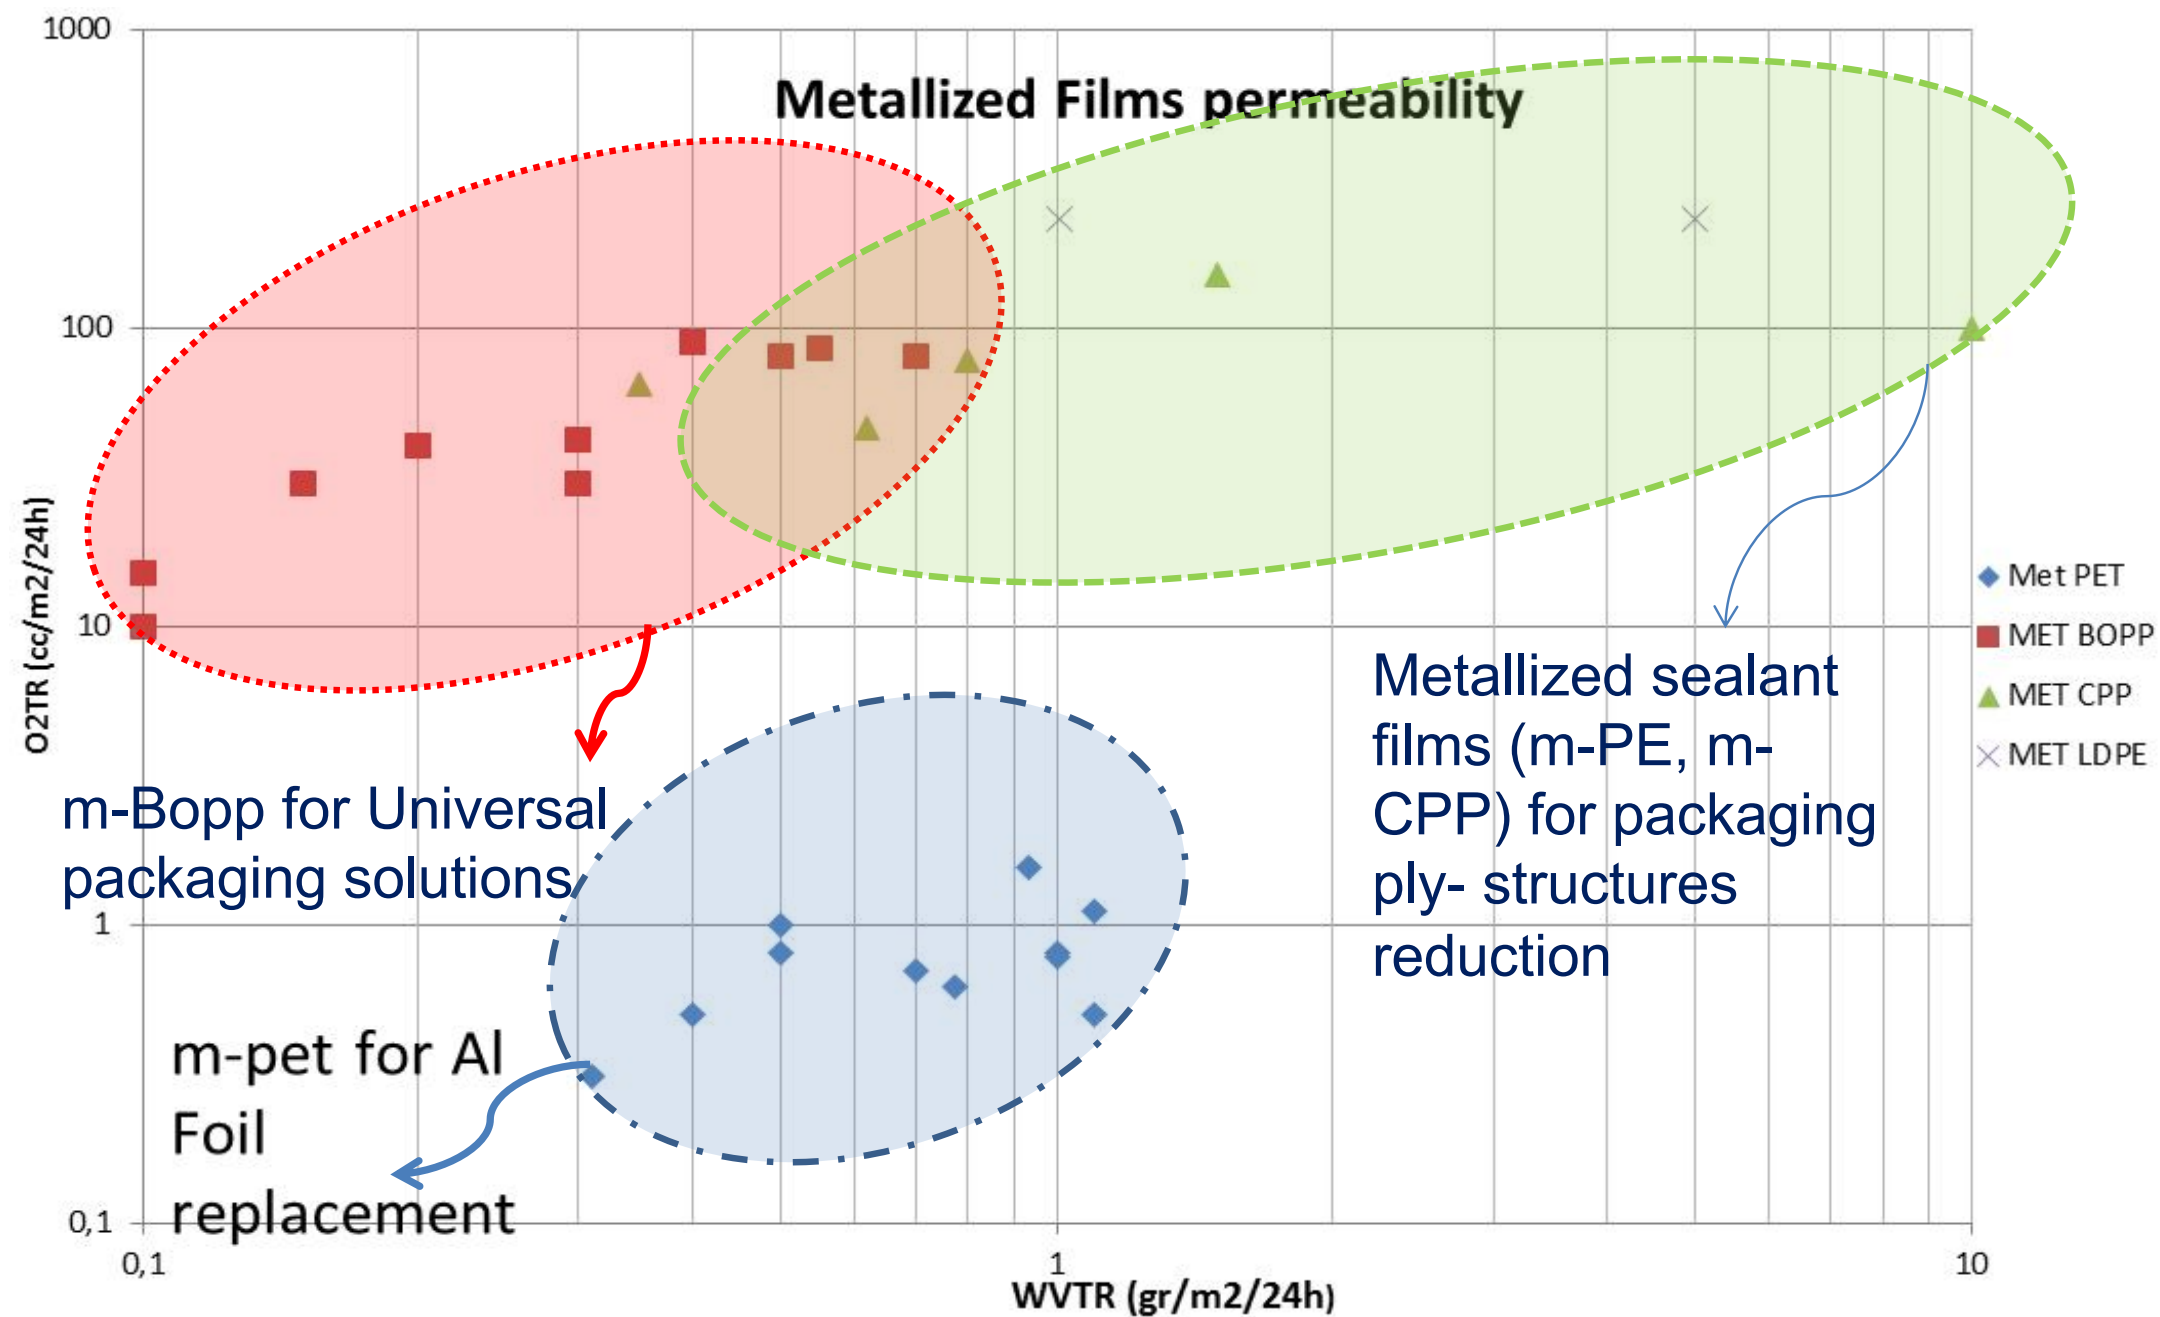 Metallized Films permeability
1000
100
10
1
0,1
O2TR (cc/m2/24h)
0,1
1
10
WVTR (gr/m2/24h)
m-Bopp for Universal
packaging solutions
m-pet for Al
Foil
replacement
Metallized sealant
films (m-PE, m-
CPP) for packaging
ply- structures
reduction
Met PET
MET BOPP
MET CPP
MET LDPE